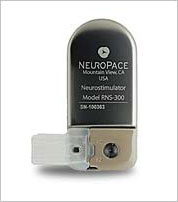 NEUROPACE
Mountain View, CA
USA
Neurostimulator
Model RNS-300
SN-100363